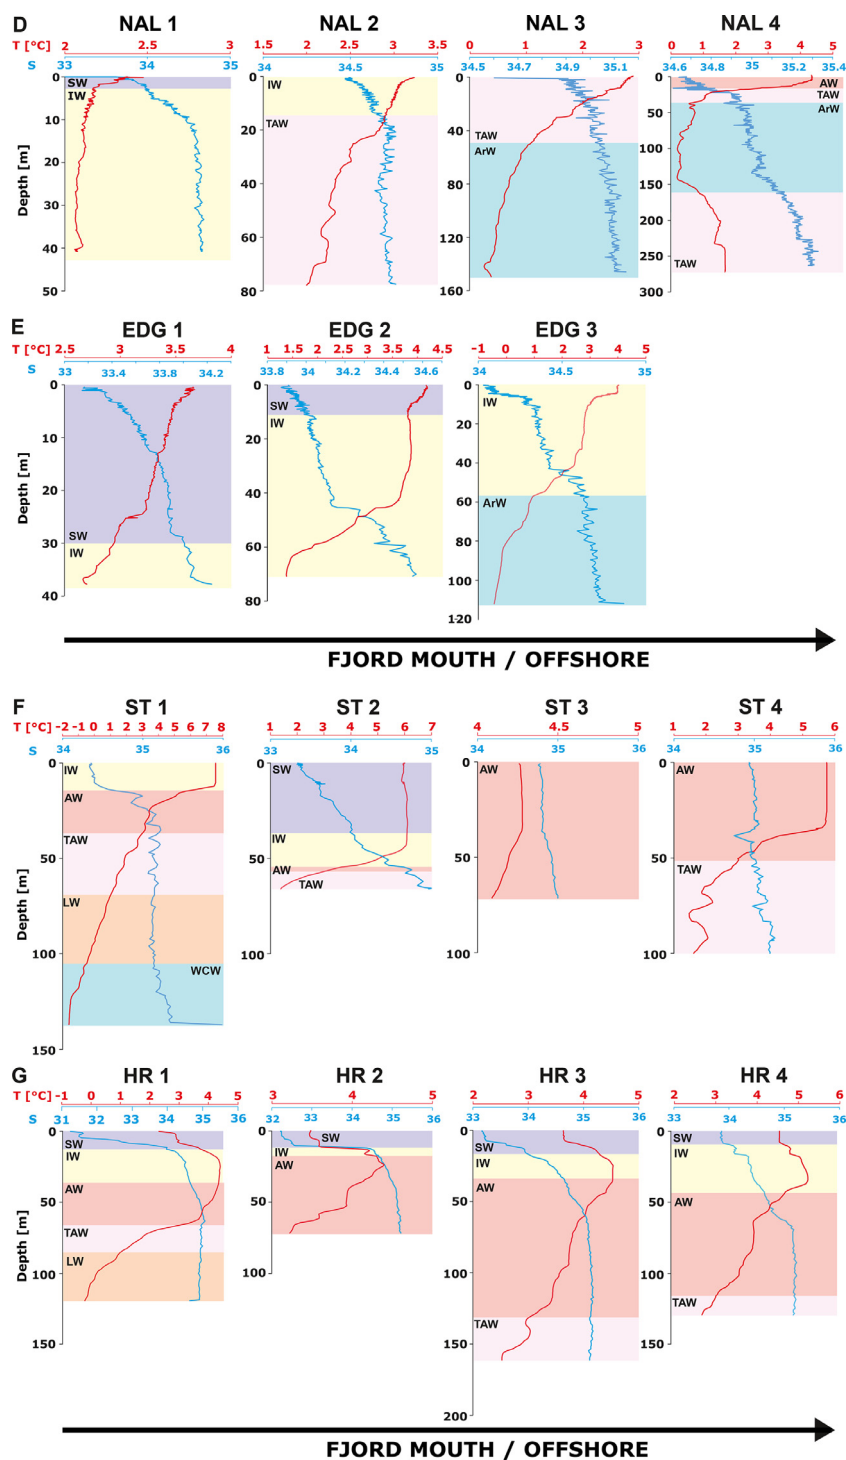 D NAL 1 NAL 2 NAL 3 NAL 4
T [°C] 2 2.5 3 1.5 2 2.5 3 3.5 0 1 2 3 0 1 2 3 4 5
S 33 34 35 34 34.5 35 34.5 34.7 34.9 35.1 34.6 34.8 35 35.2 35.4
Depth [m]
0 10 20 30 40 50
SW
IW
0 20 40 60 80
IW
TAW
0 40 80 120 160
TAW
ArW
0 50 100 150 200 250 300
AW
TAW
ArW
TAW
E EDG 1 EDG 2 EDG 3
T [°C] 2.5 3 3.5 4 1 1.5 2 2.5 3 3.5 4 4.5 -1 0 1 2 3 4 5
S 33 33.4 33.8 34.2 33.8 34 34.2 34.4 34.6 34 34.5 35
Depth [m]
0 10 20 30 40
SW
IW
0 20 40 60 80
SW
IW
0 20 40 60 80 100 120
IW
ArW
FJORD MOUTH / OFFSHORE
F ST 1 ST 2 ST 3 ST 4
T [°C] -2 -1 0 1 2 3 4 5 6 7 8 1 2 3 4 5 6 7 4 4.5 5 1 2 3 4 5 6
S 34 35 36 33 34 35 34 35 36 34 35 36
Depth [m]
0 50 100 150
IW
AW
TAW
LW
WCW
0 50 100
SW
IW
AW
TAW
0 50 100
AW
0 50 100
AW
TAW
G HR 1 HR 2 HR 3 HR 4
T [°C] -1 0 1 2 3 4 5 3 4 5 2 3 4 5 2 3 4 5 6
S 31 32 33 34 35 36 32 33 34 35 36 33 34 35 36 33 34 35 36
Depth [m]
0 50 100 150
SW
IW
AW
TAW
LW
0 50 100
SW
IW
AW
0 50 100 150 200
SW
IW
AW
TAW
0 50 100 150
SW
IW
AW
TAW
FJORD MOUTH / OFFSHORE